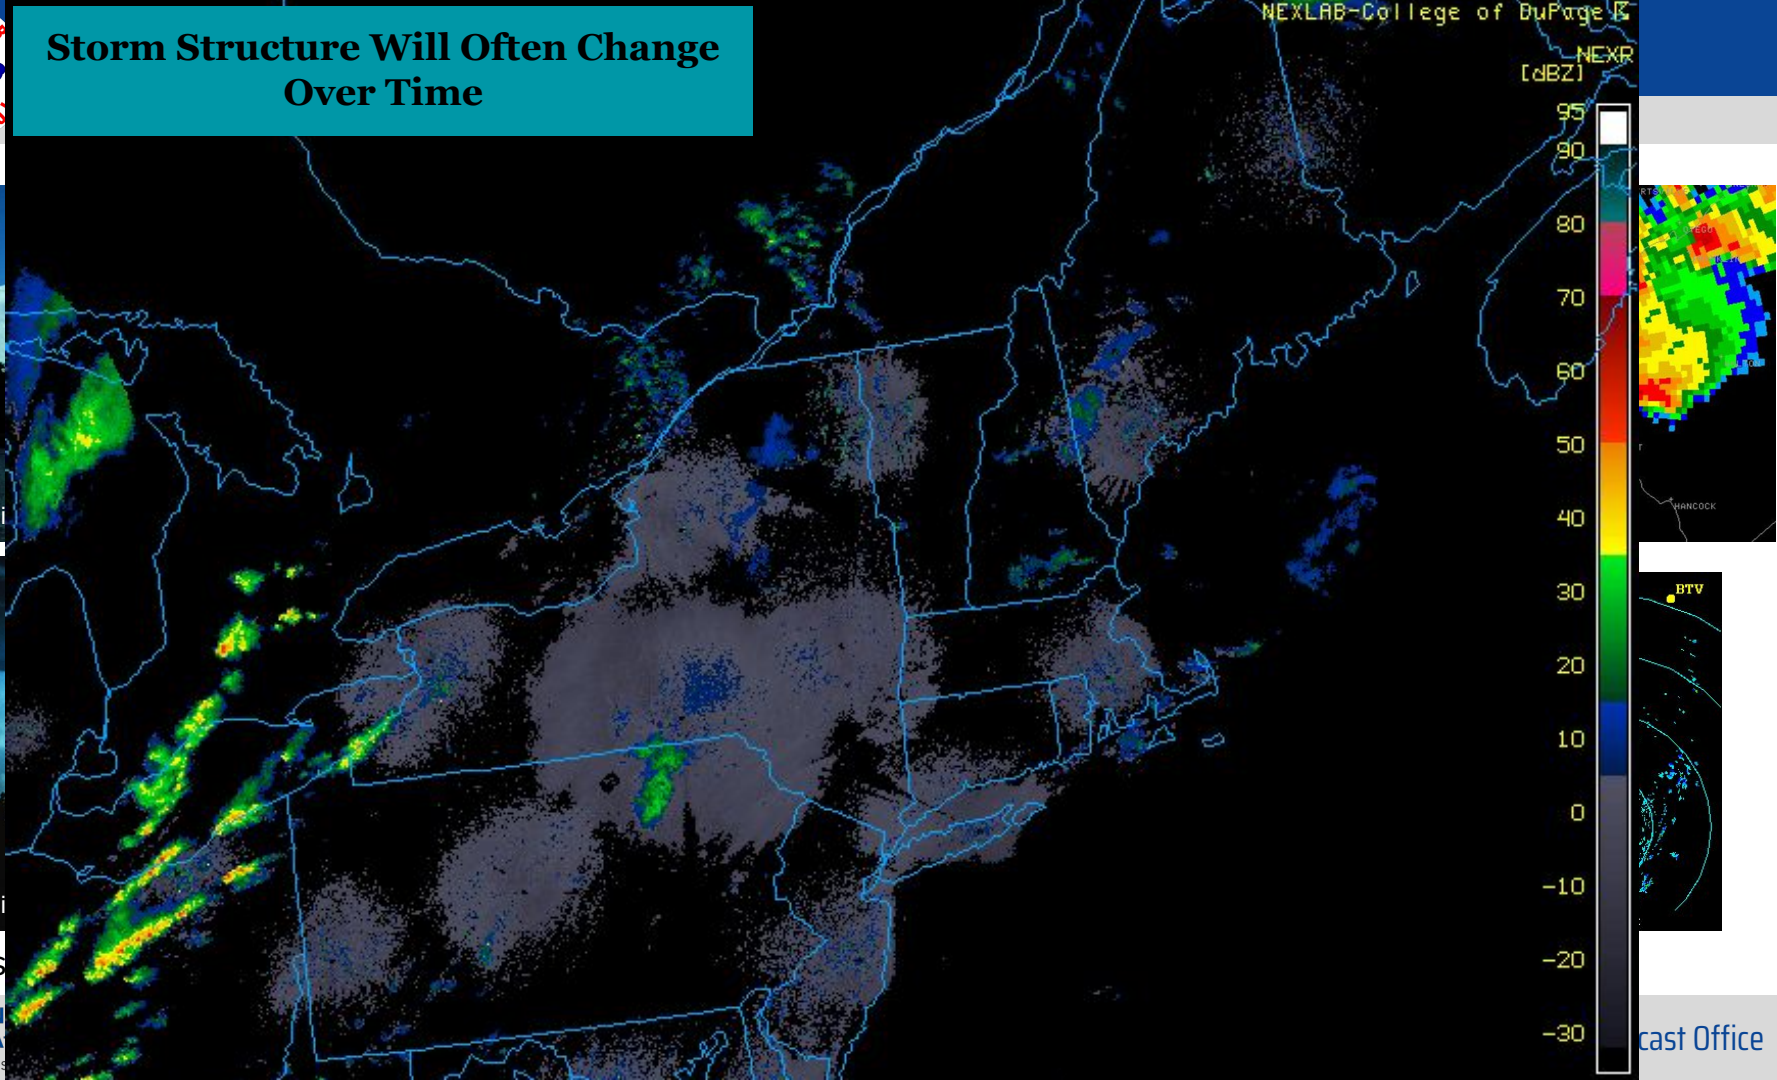 Storm Structure Will Often Change
Over Time
NEXLAB-College of DuPage
NEXR
[dBZ]
95
90
80
70
60
50
40
30
20
10
0
-10
-20
-30
HANCOCK
BTV
cast Office